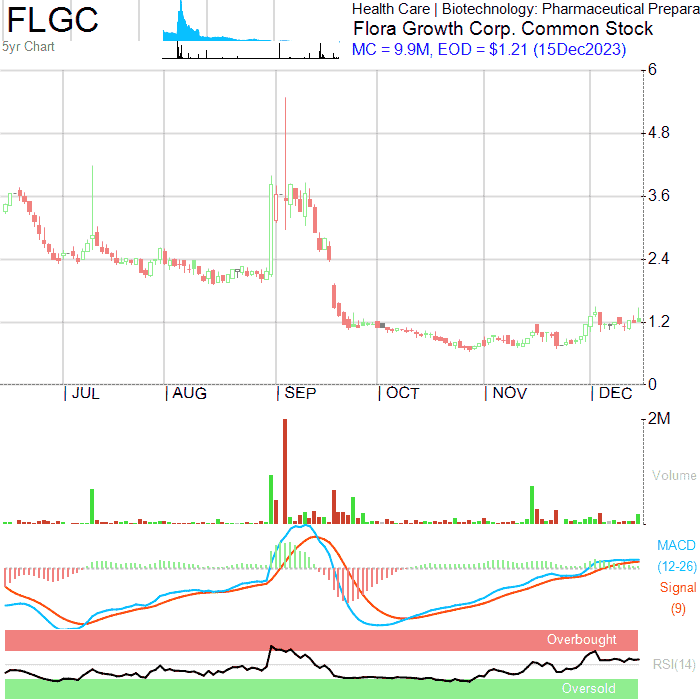 FLGC
5yr Chart
Health Care | Biotechnology: Pharmaceutical Prepara
Flora Growth Corp. Common Stock
MC = 9.9M, EOD = $1.21 (15Dec2023)
6
4.8
3.6
2.4
1.2
0
| JUL | AUG | SEP | OCT | NOV | DEC
2M
Volume
MACD
(12-26)
Signal
(9)
Overbought
RSI(14)
Oversold